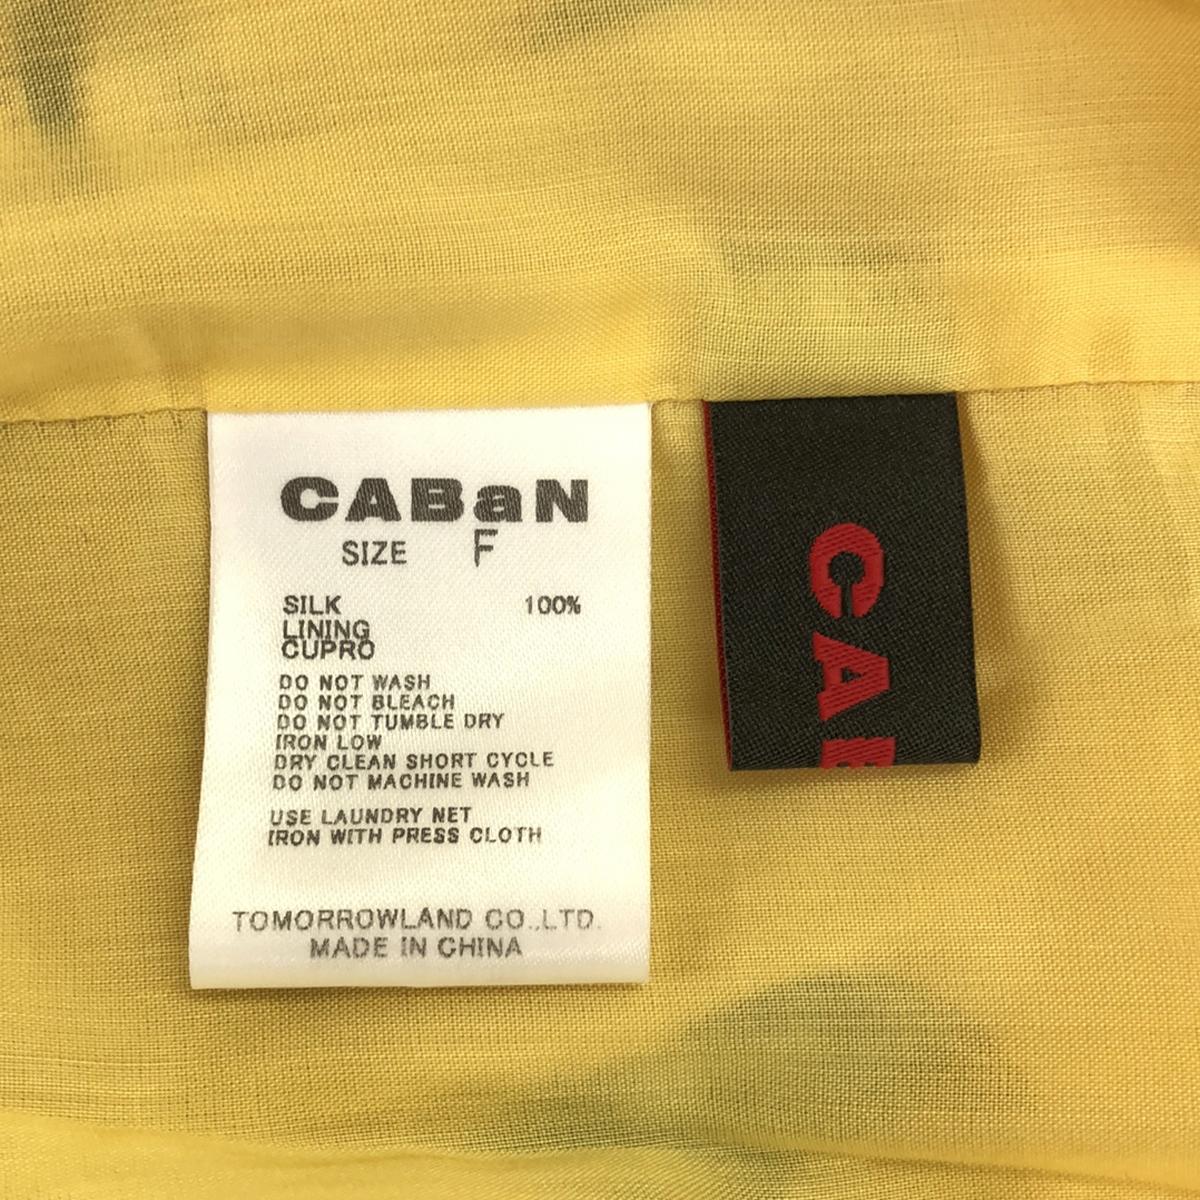 CABaN
SIZE F
SILK 100%
LINING
CUPRO
DO NOT WASH
DO NOT BLEACH
DO NOT TUMBLE DRY
IRON LOW
DRY CLEAN SHORT CYCLE
DO NOT MACHINE WASH
USE LAUNDRY NET
IRON WITH PRESS CLOTH
TOMORROWLAND CO.,LTD.
MADE IN CHINA
CAB